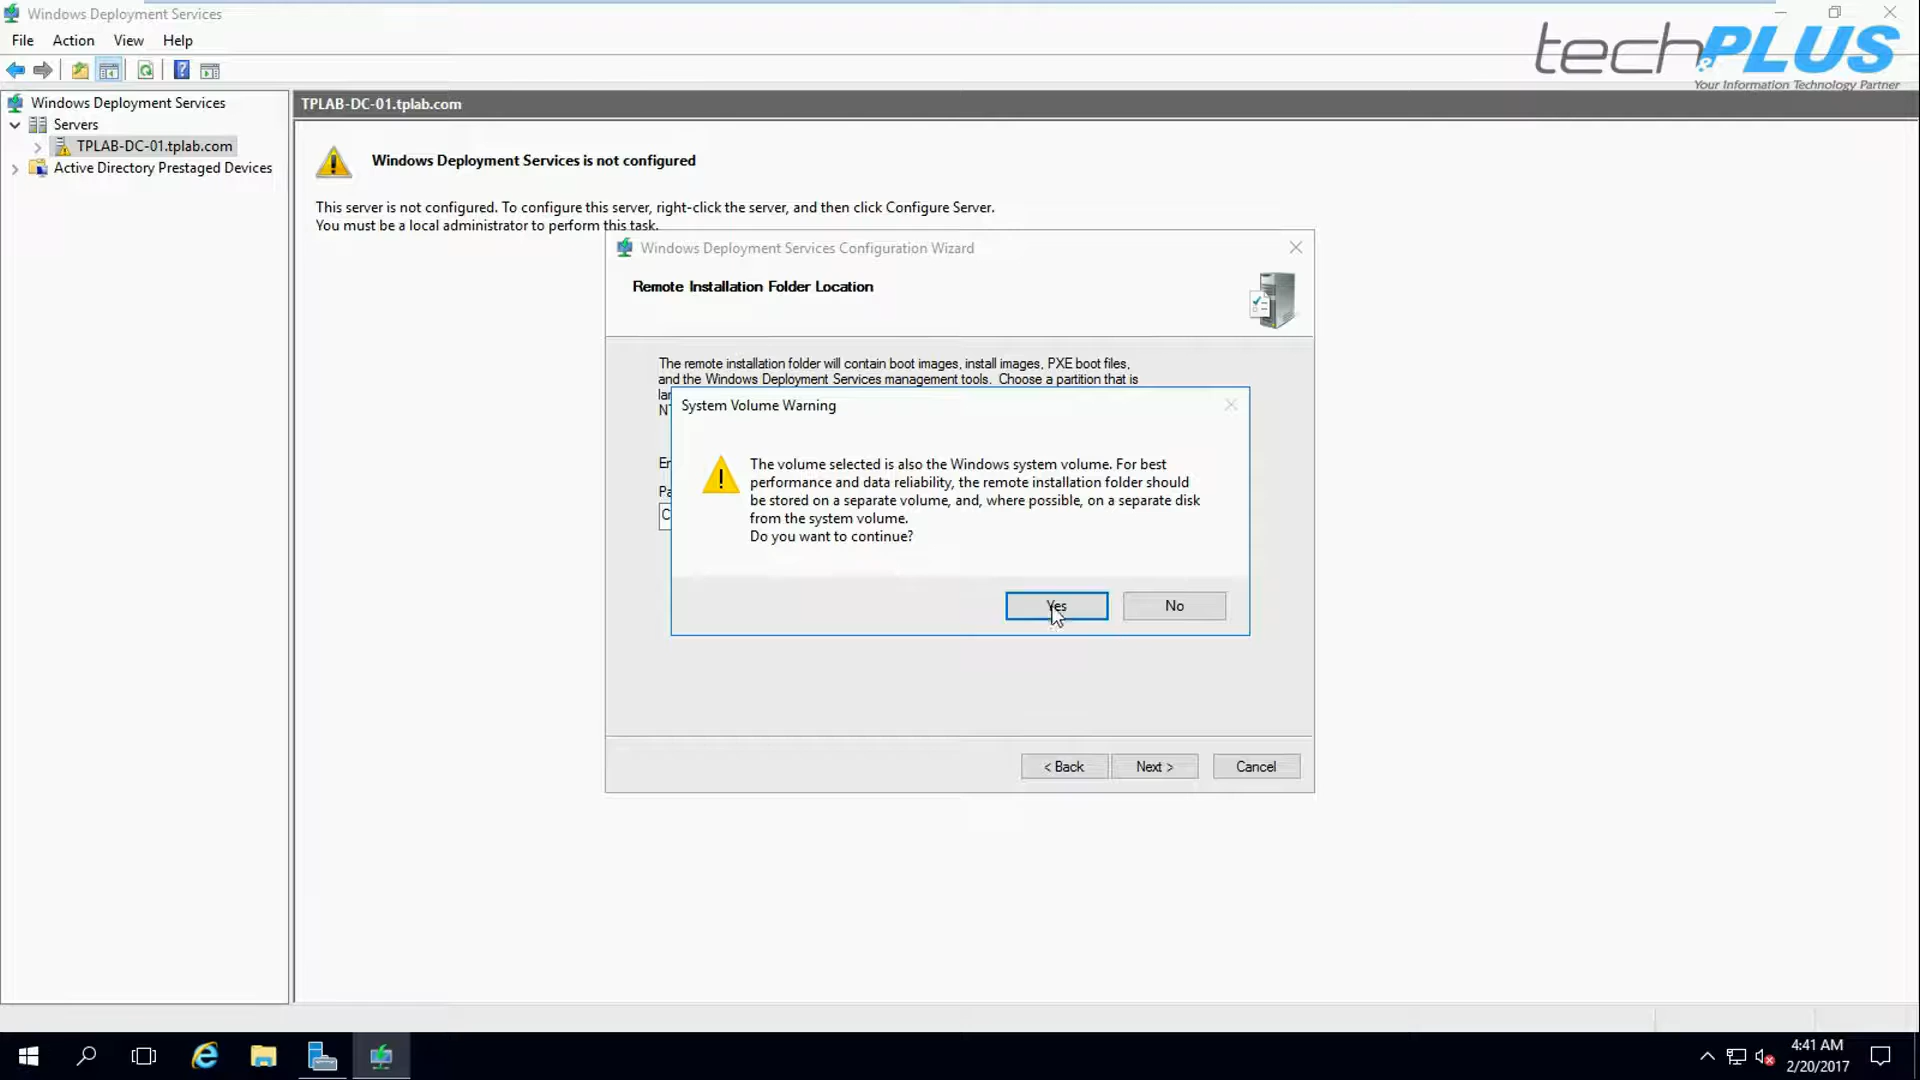 Windows Deployment Services
File Action View Help
tech&PLUS
Your Information Technology Partner
Windows Deployment Services
Servers
TPLAB-DC-01.tplab.com
Active Directory Prestaged Devices
TPLAB-DC-01.tplab.com
Windows Deployment Services is not configured
This server is not configured. To configure this server, right-click the server, and then click Configure Server.
You must be a local administrator to perform this task.
Windows Deployment Services Configuration Wizard
Remote Installation Folder Location
The remote installation folder will contain boot images, install images, PXE boot files,
and the Windows Deployment Services management tools. Choose a partition that is
System Volume Warning
The volume selected is also the Windows system volume. For best
performance and data reliability, the remote installation folder should
be stored on a separate volume, and, where possible, on a separate disk
from the system volume.
Do you want to continue?
Yes No
< Back Next > Cancel
4:41 AM
2/20/2017